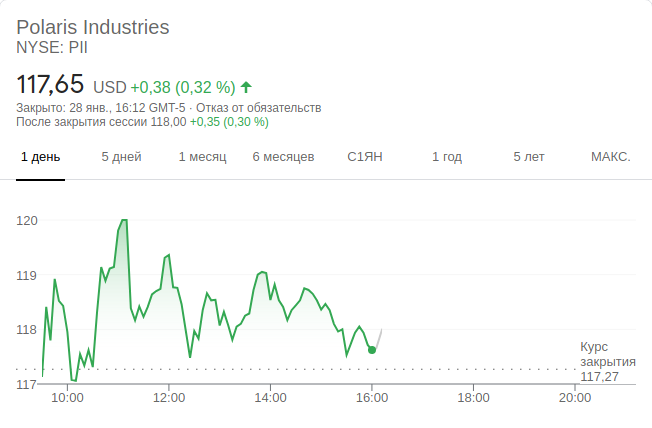 Polaris Industries
NYSE: PII
117,65 USD +0,38 (0,32 %)
Закрыто: 28 янв., 16:12 GMT-5 · Отказ от обязательств
После закрытия сессии 118,00 +0,35 (0,30 %)
1 день 5 дней 1 месяц 6 месяцев С1ЯН 1 год 5 лет МАКС.
120
119
118
Курс
закрытия
117,27
117
10:00 12:00 14:00 16:00 18:00 20:00